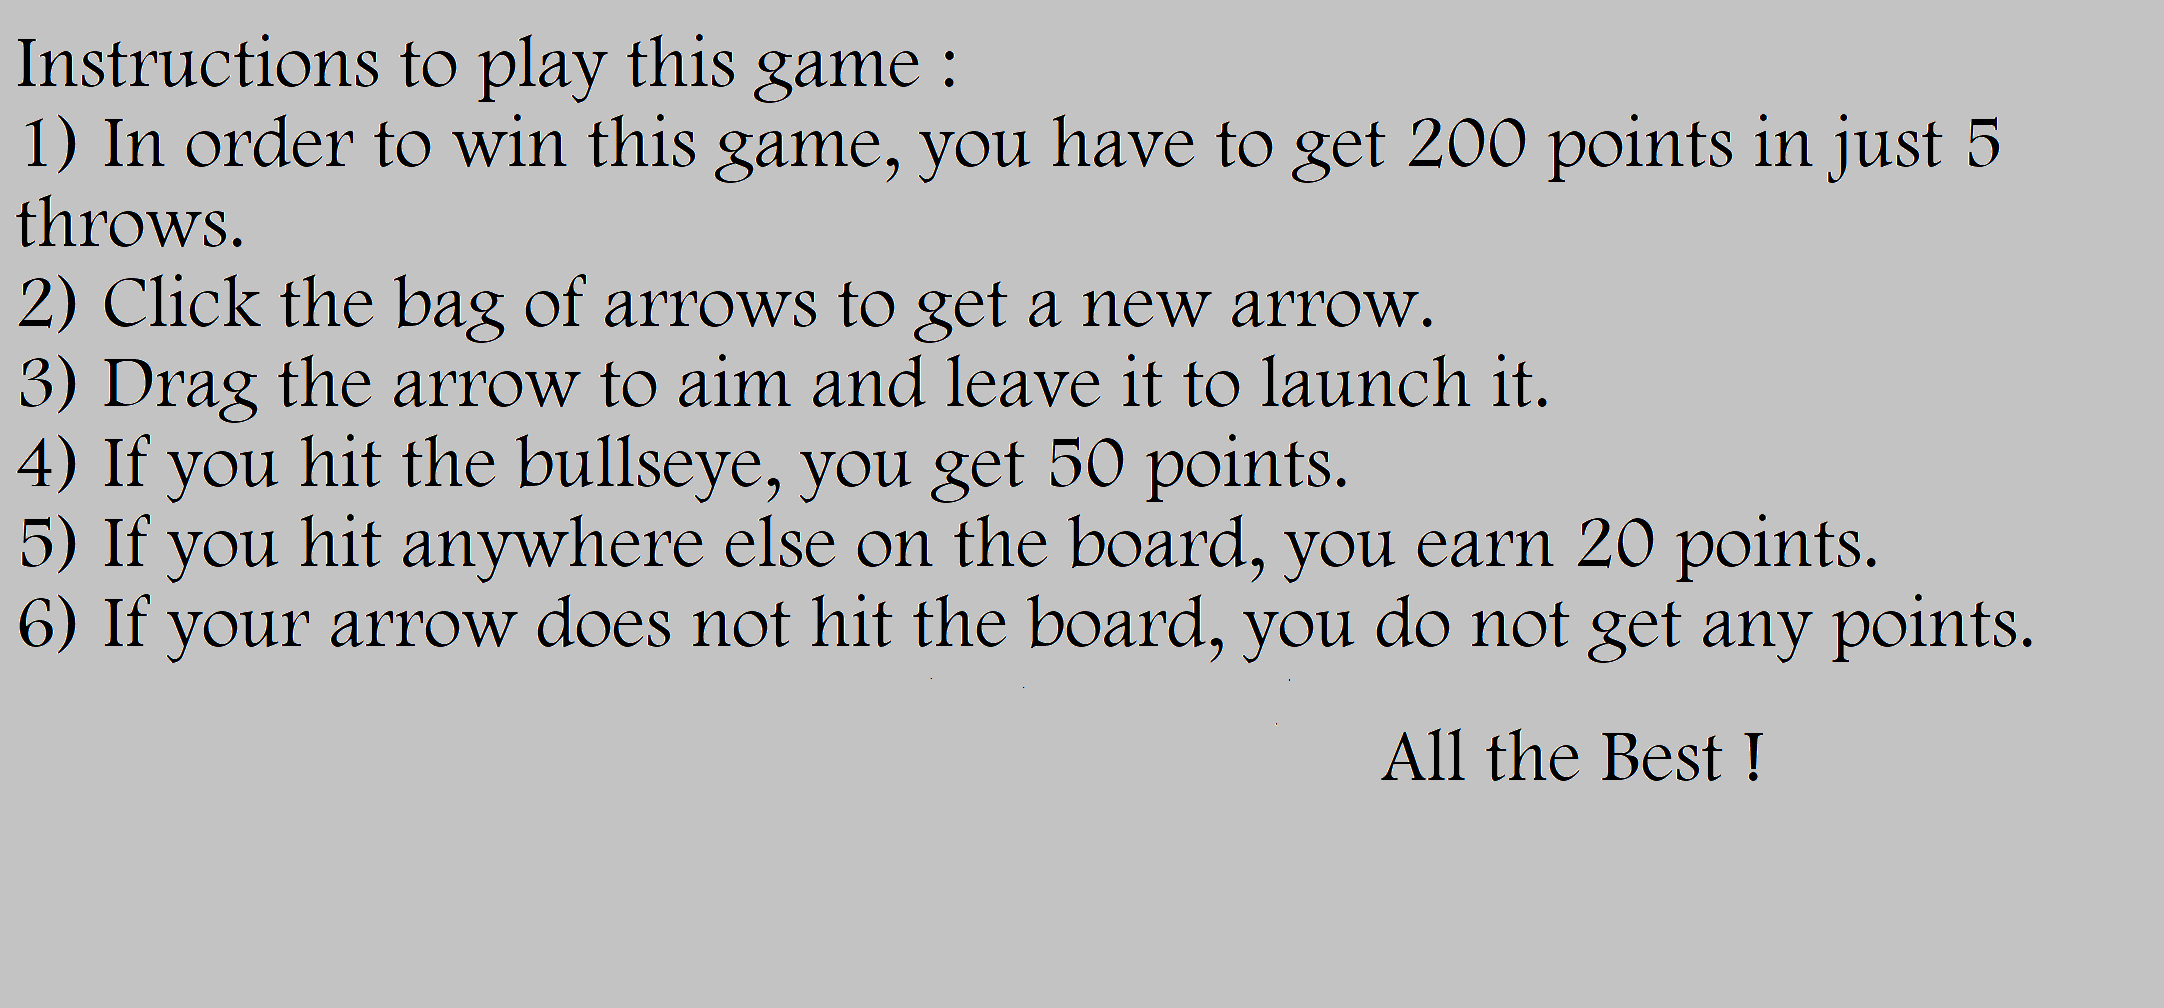 Instructions to play this game :
1) In order to win this game, you have to get 200 points in just 5
throws.
2) Click the bag of arrows to get a new arrow.
3) Drag the arrow to aim and leave it to launch it.
4) If you hit the bullseye, you get 50 points.
5) If you hit anywhere else on the board, you earn 20 points.
6) If your arrow does not hit the board, you do not get any points.
All the Best !